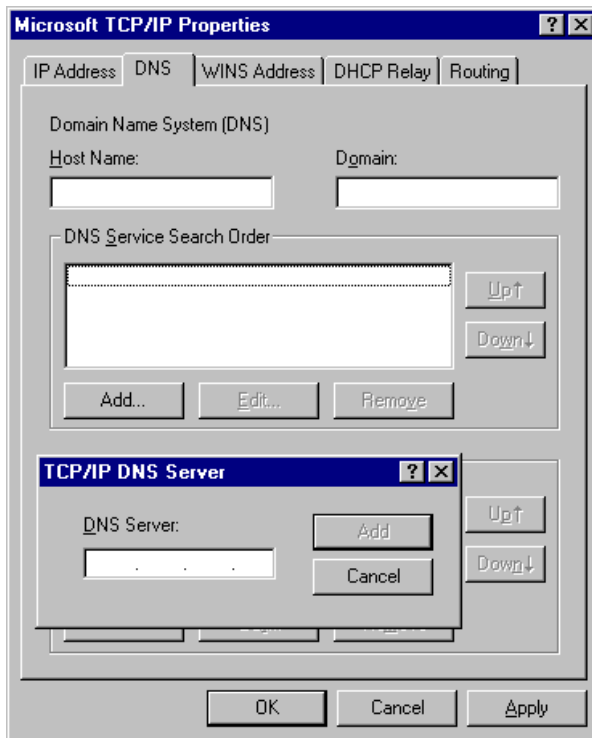 Microsoft TCP/IP Properties
IP Address DNS WINS Address DHCP Relay Routing
Domain Name System (DNS)
Host Name: Domain:
DNS Service Search Order
Up↑
Down↓
Add... Edit... Remove
TCP/IP DNS Server
DNS Server:
. . .
Add
Cancel
Up↑
Down↓
OK Cancel Apply